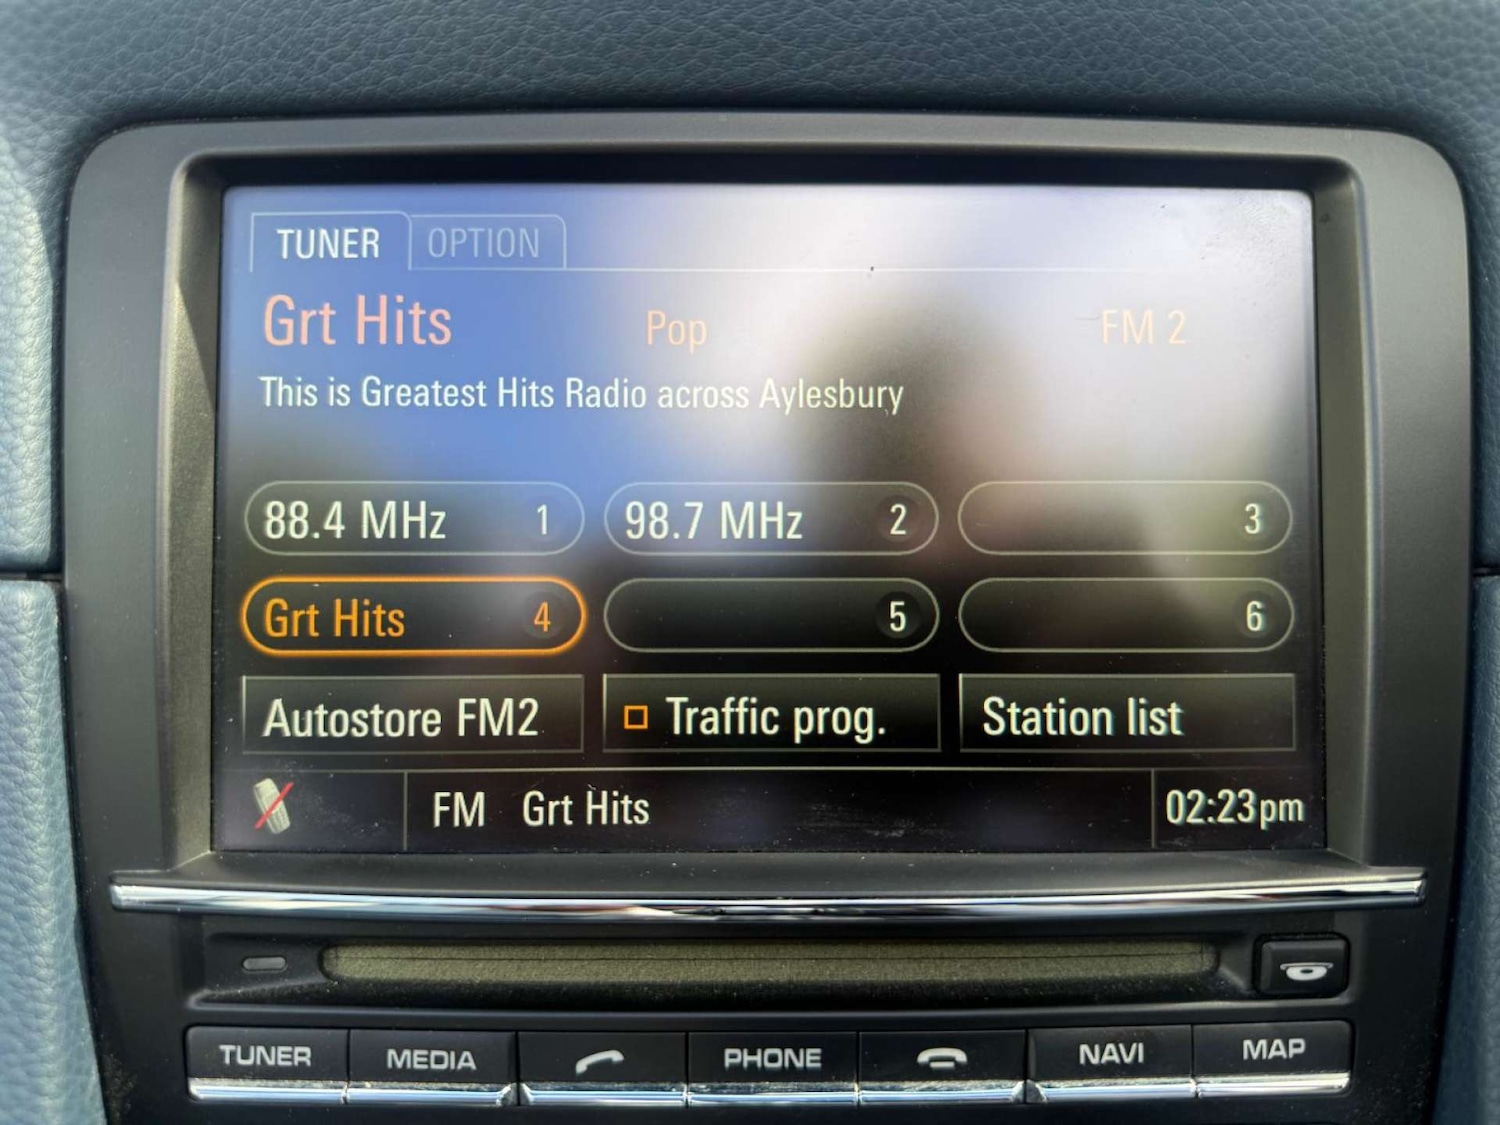 TUNER OPTION
Grt Hits Pop FM 2
This is Greatest Hits Radio across Aylesbury
88.4 MHz 1 98.7 MHz 2 3
Grt Hits 4 5 6
Autostore FM2 Traffic prog. Station list
FM Grt Hits 02:23pm
TUNER MEDIA PHONE NAVI MAP